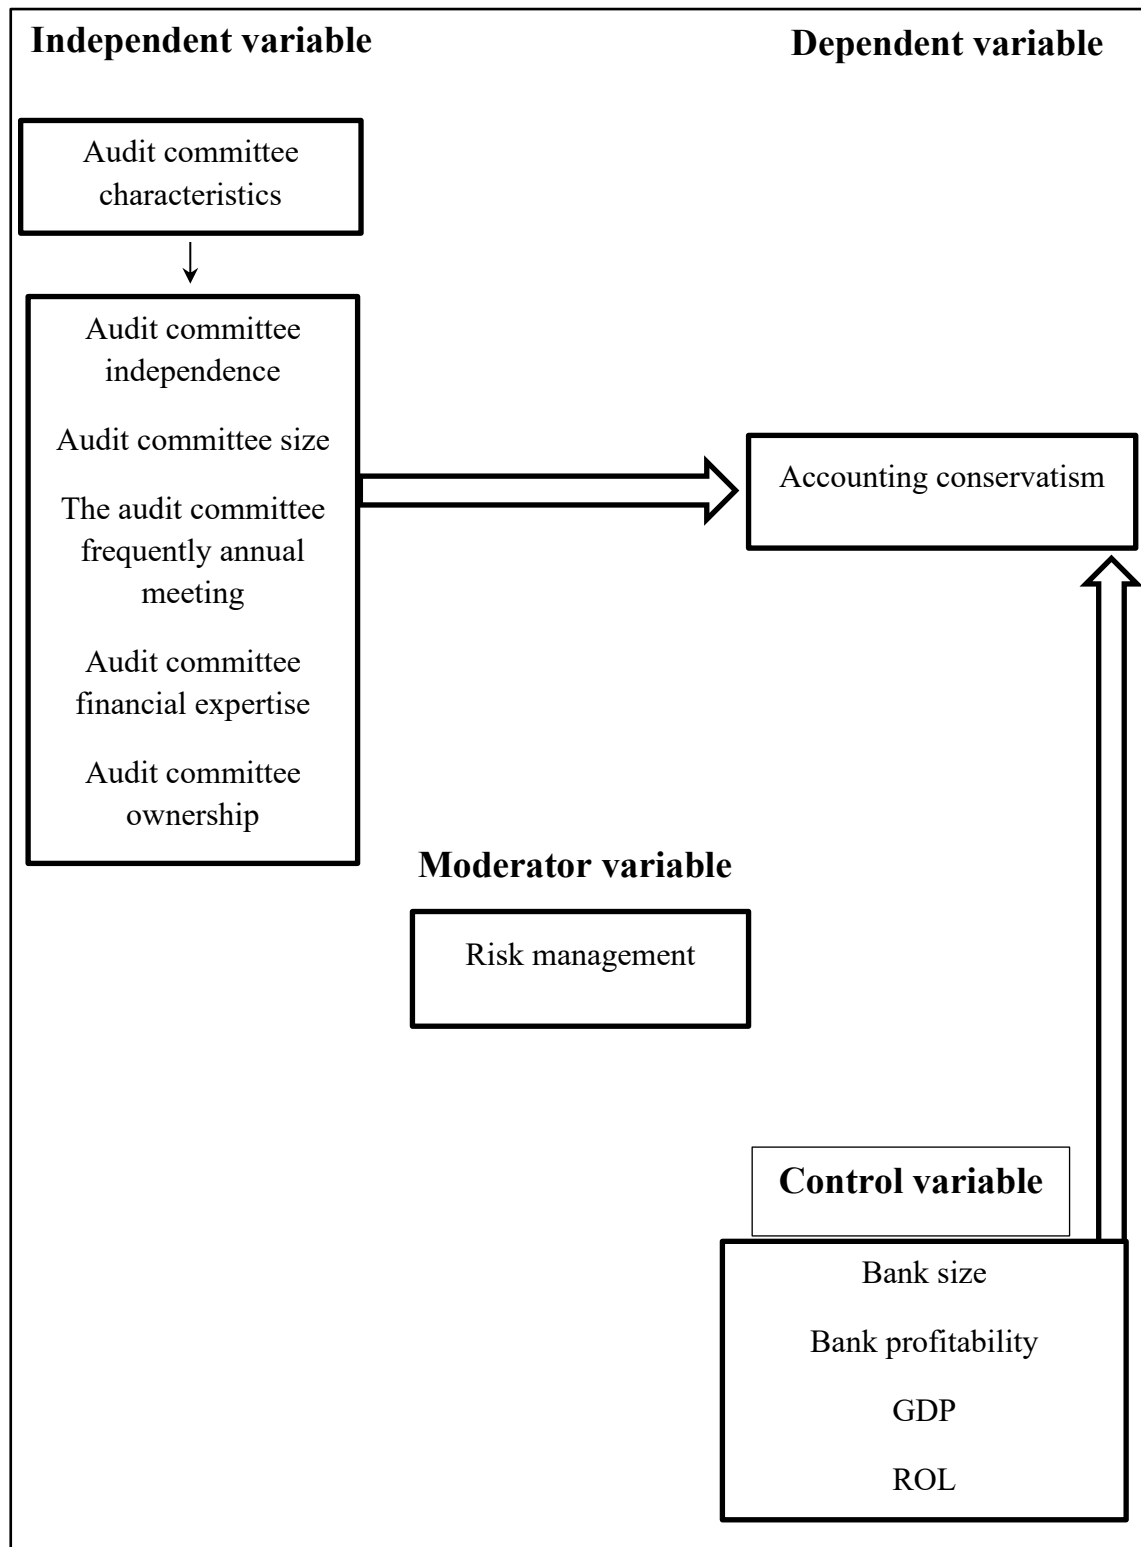 Independent variable
Dependent variable
Audit committee
characteristics
Audit committee
independence
Audit committee size
The audit committee
frequently annual
meeting
Audit committee
financial expertise
Audit committee
ownership
Accounting conservatism
Moderator variable
Risk management
Control variable
Bank size
Bank profitability
GDP
ROL